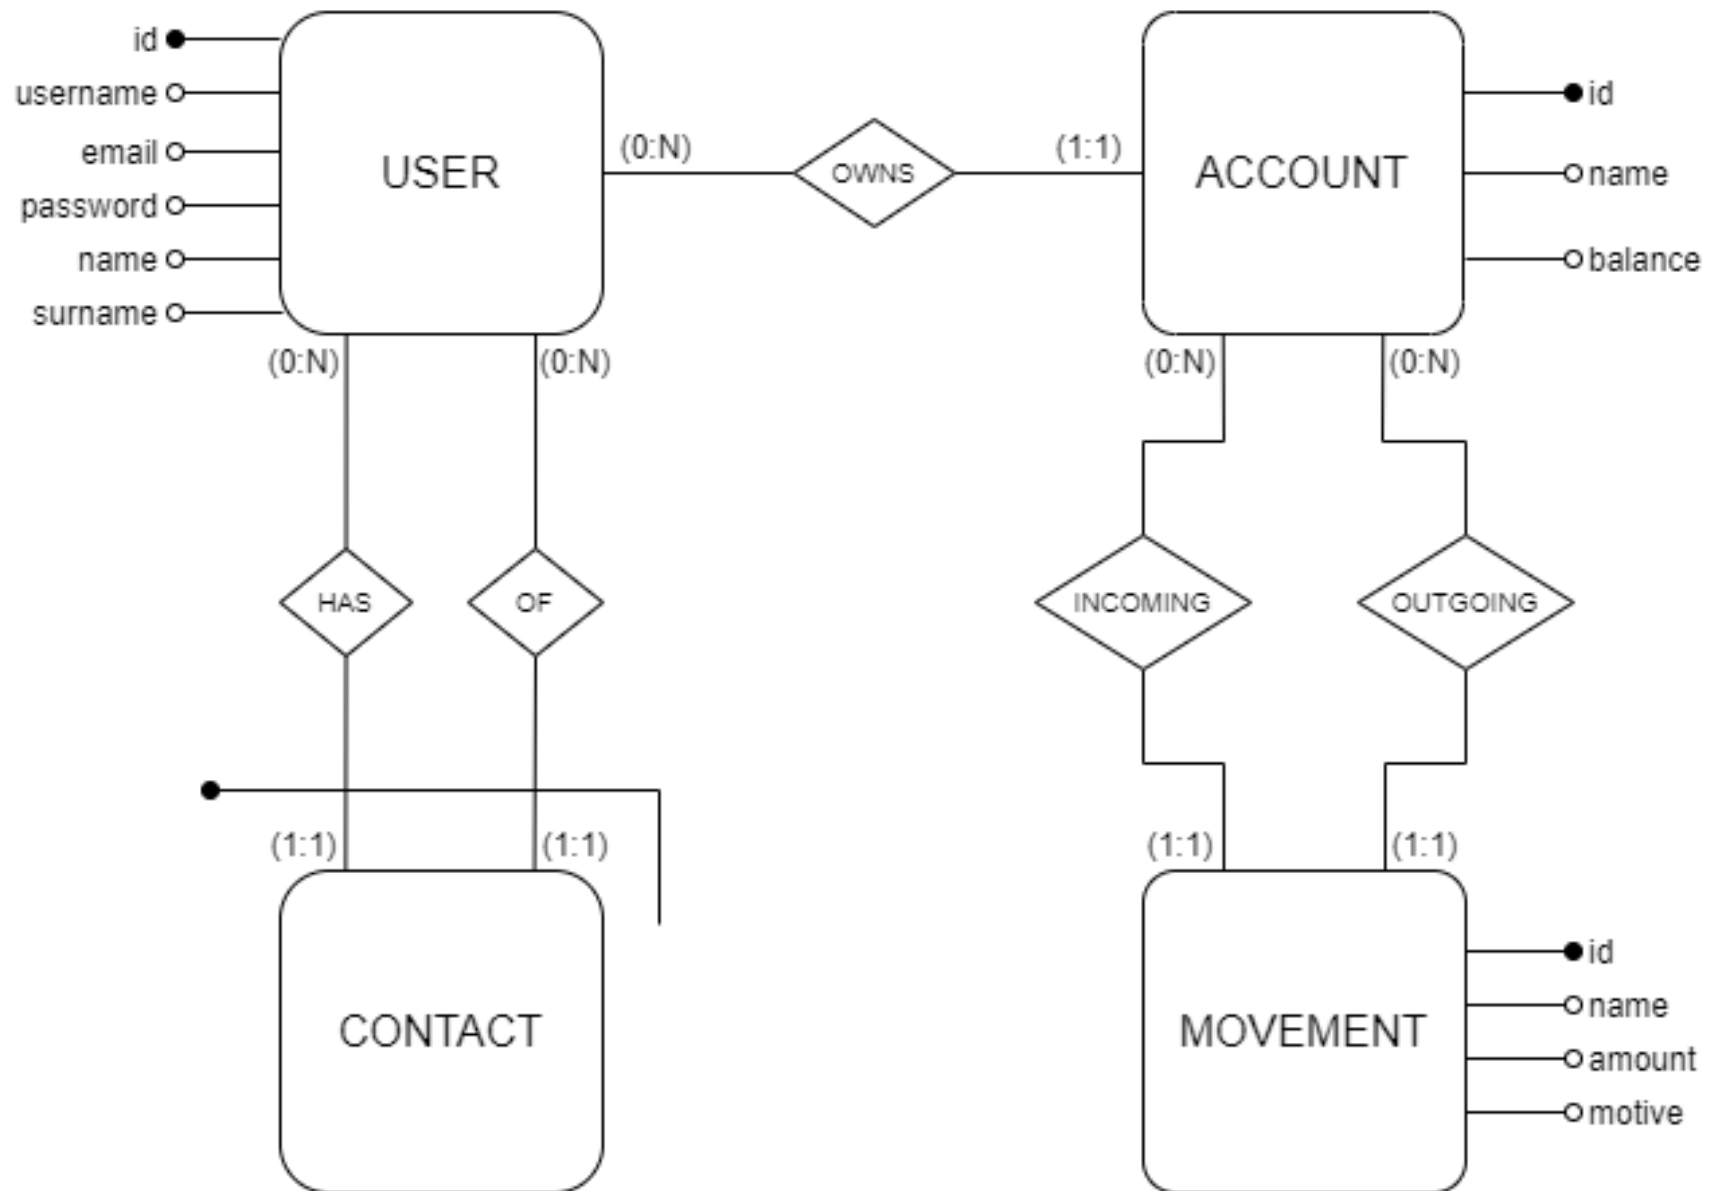 id
username
email
password
name
surname
USER
(0:N)
OWNS
(1:1)
ACCOUNT
id
name
balance
(0:N)
(0:N)
(0:N)
(0:N)
HAS
OF
INCOMING
OUTGOING
(1:1)
(1:1)
(1:1)
(1:1)
CONTACT
MOVEMENT
id
name
amount
motive